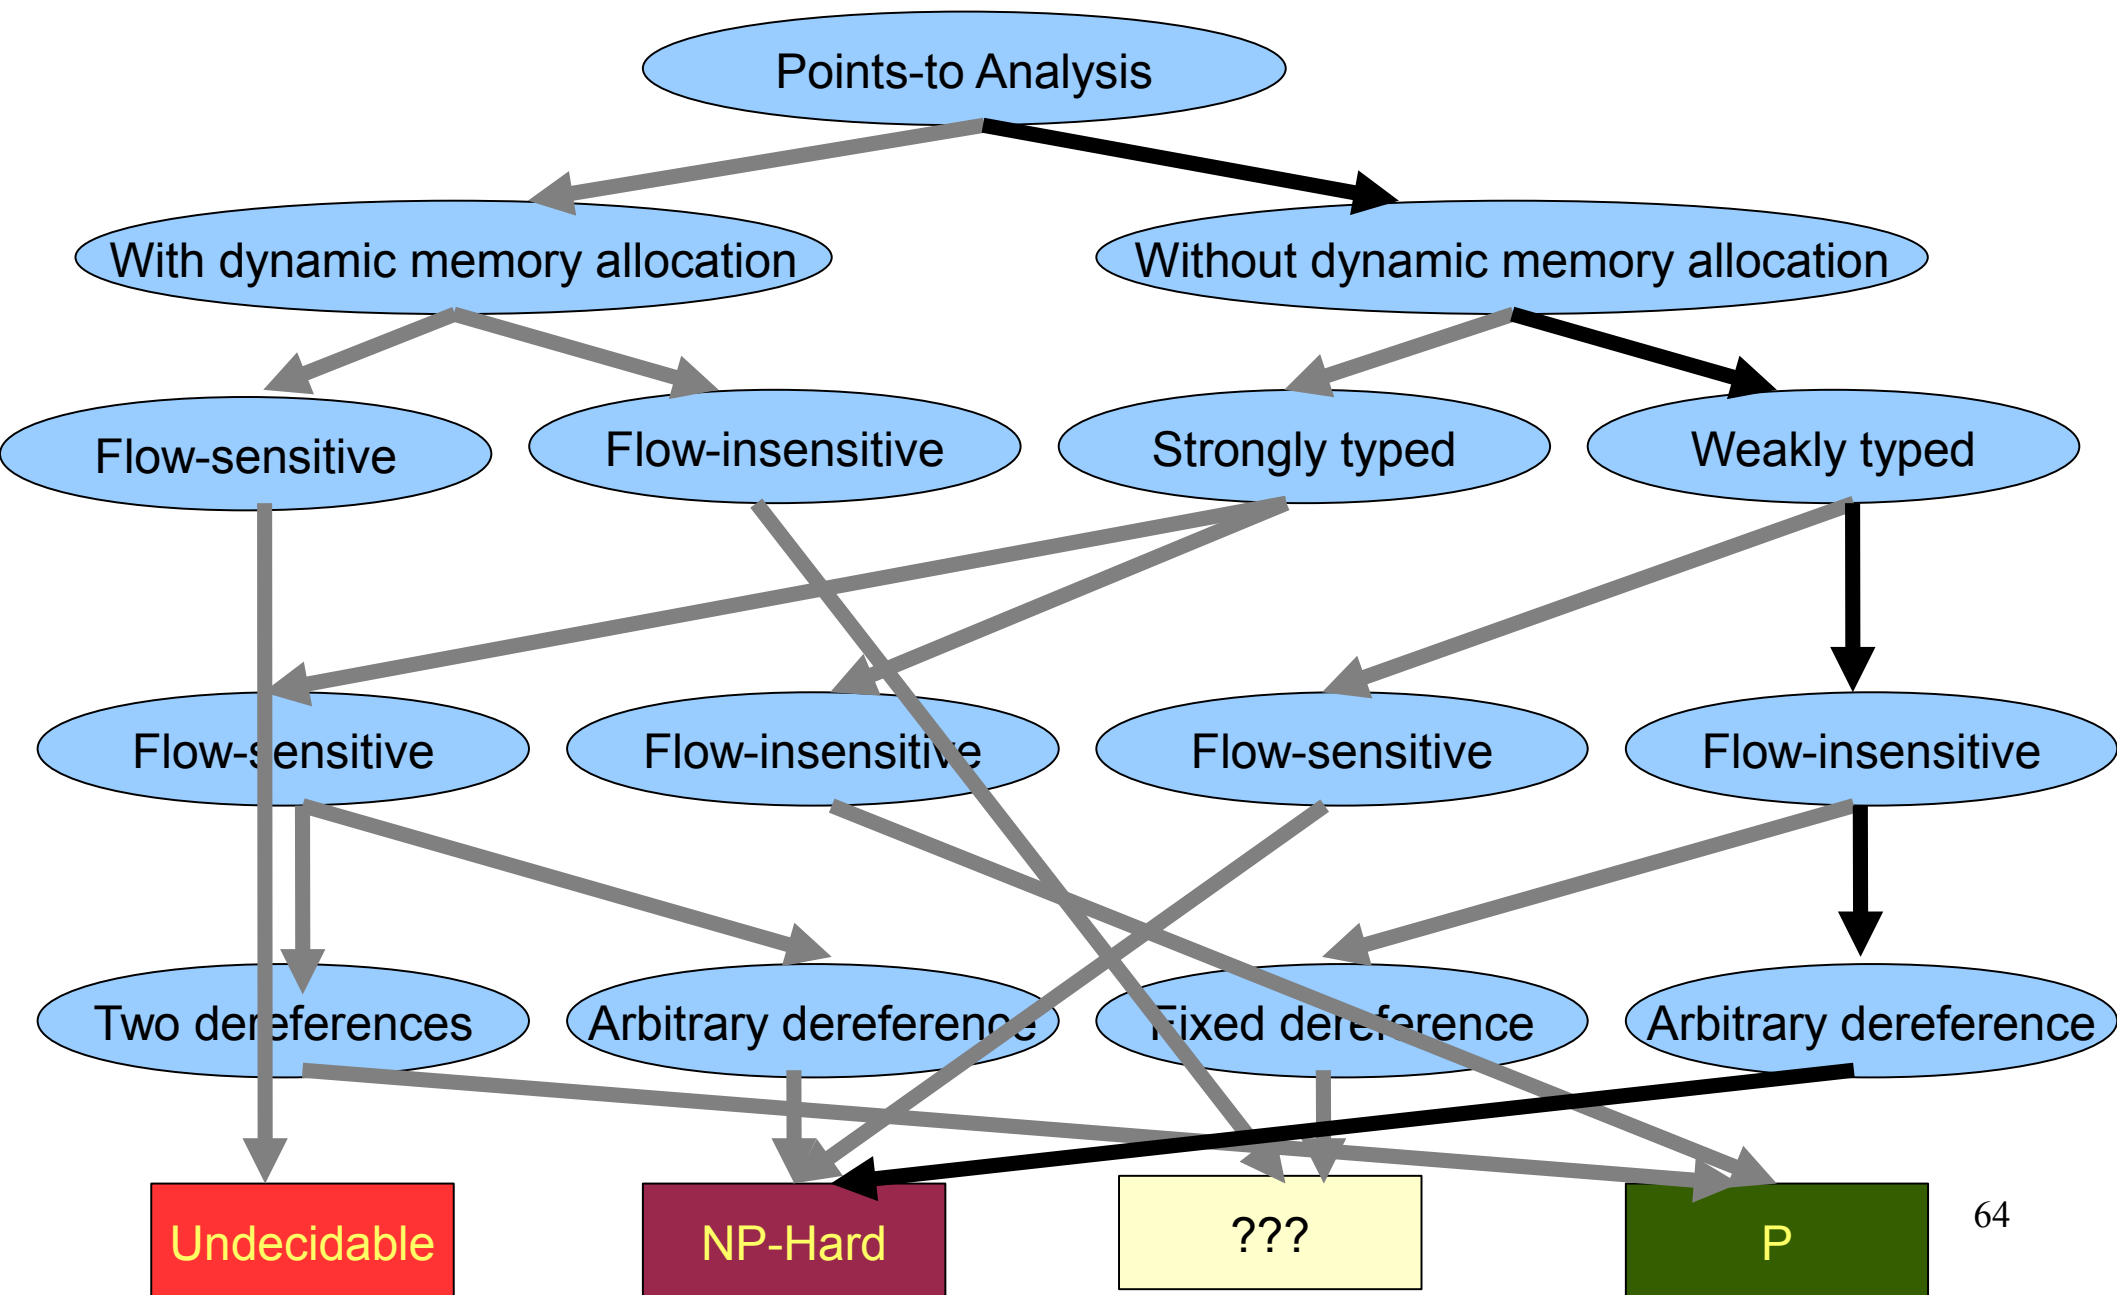 Points-to Analysis
With dynamic memory allocation
Without dynamic memory allocation
Flow-sensitive
Flow-insensitive
Strongly typed
Weakly typed
Flow-sensitive
Flow-insensitive
Flow-sensitive
Flow-insensitive
Two dereferences
Arbitrary dereference
Fixed dereference
Arbitrary dereference
Undecidable
NP-Hard
???
P
64